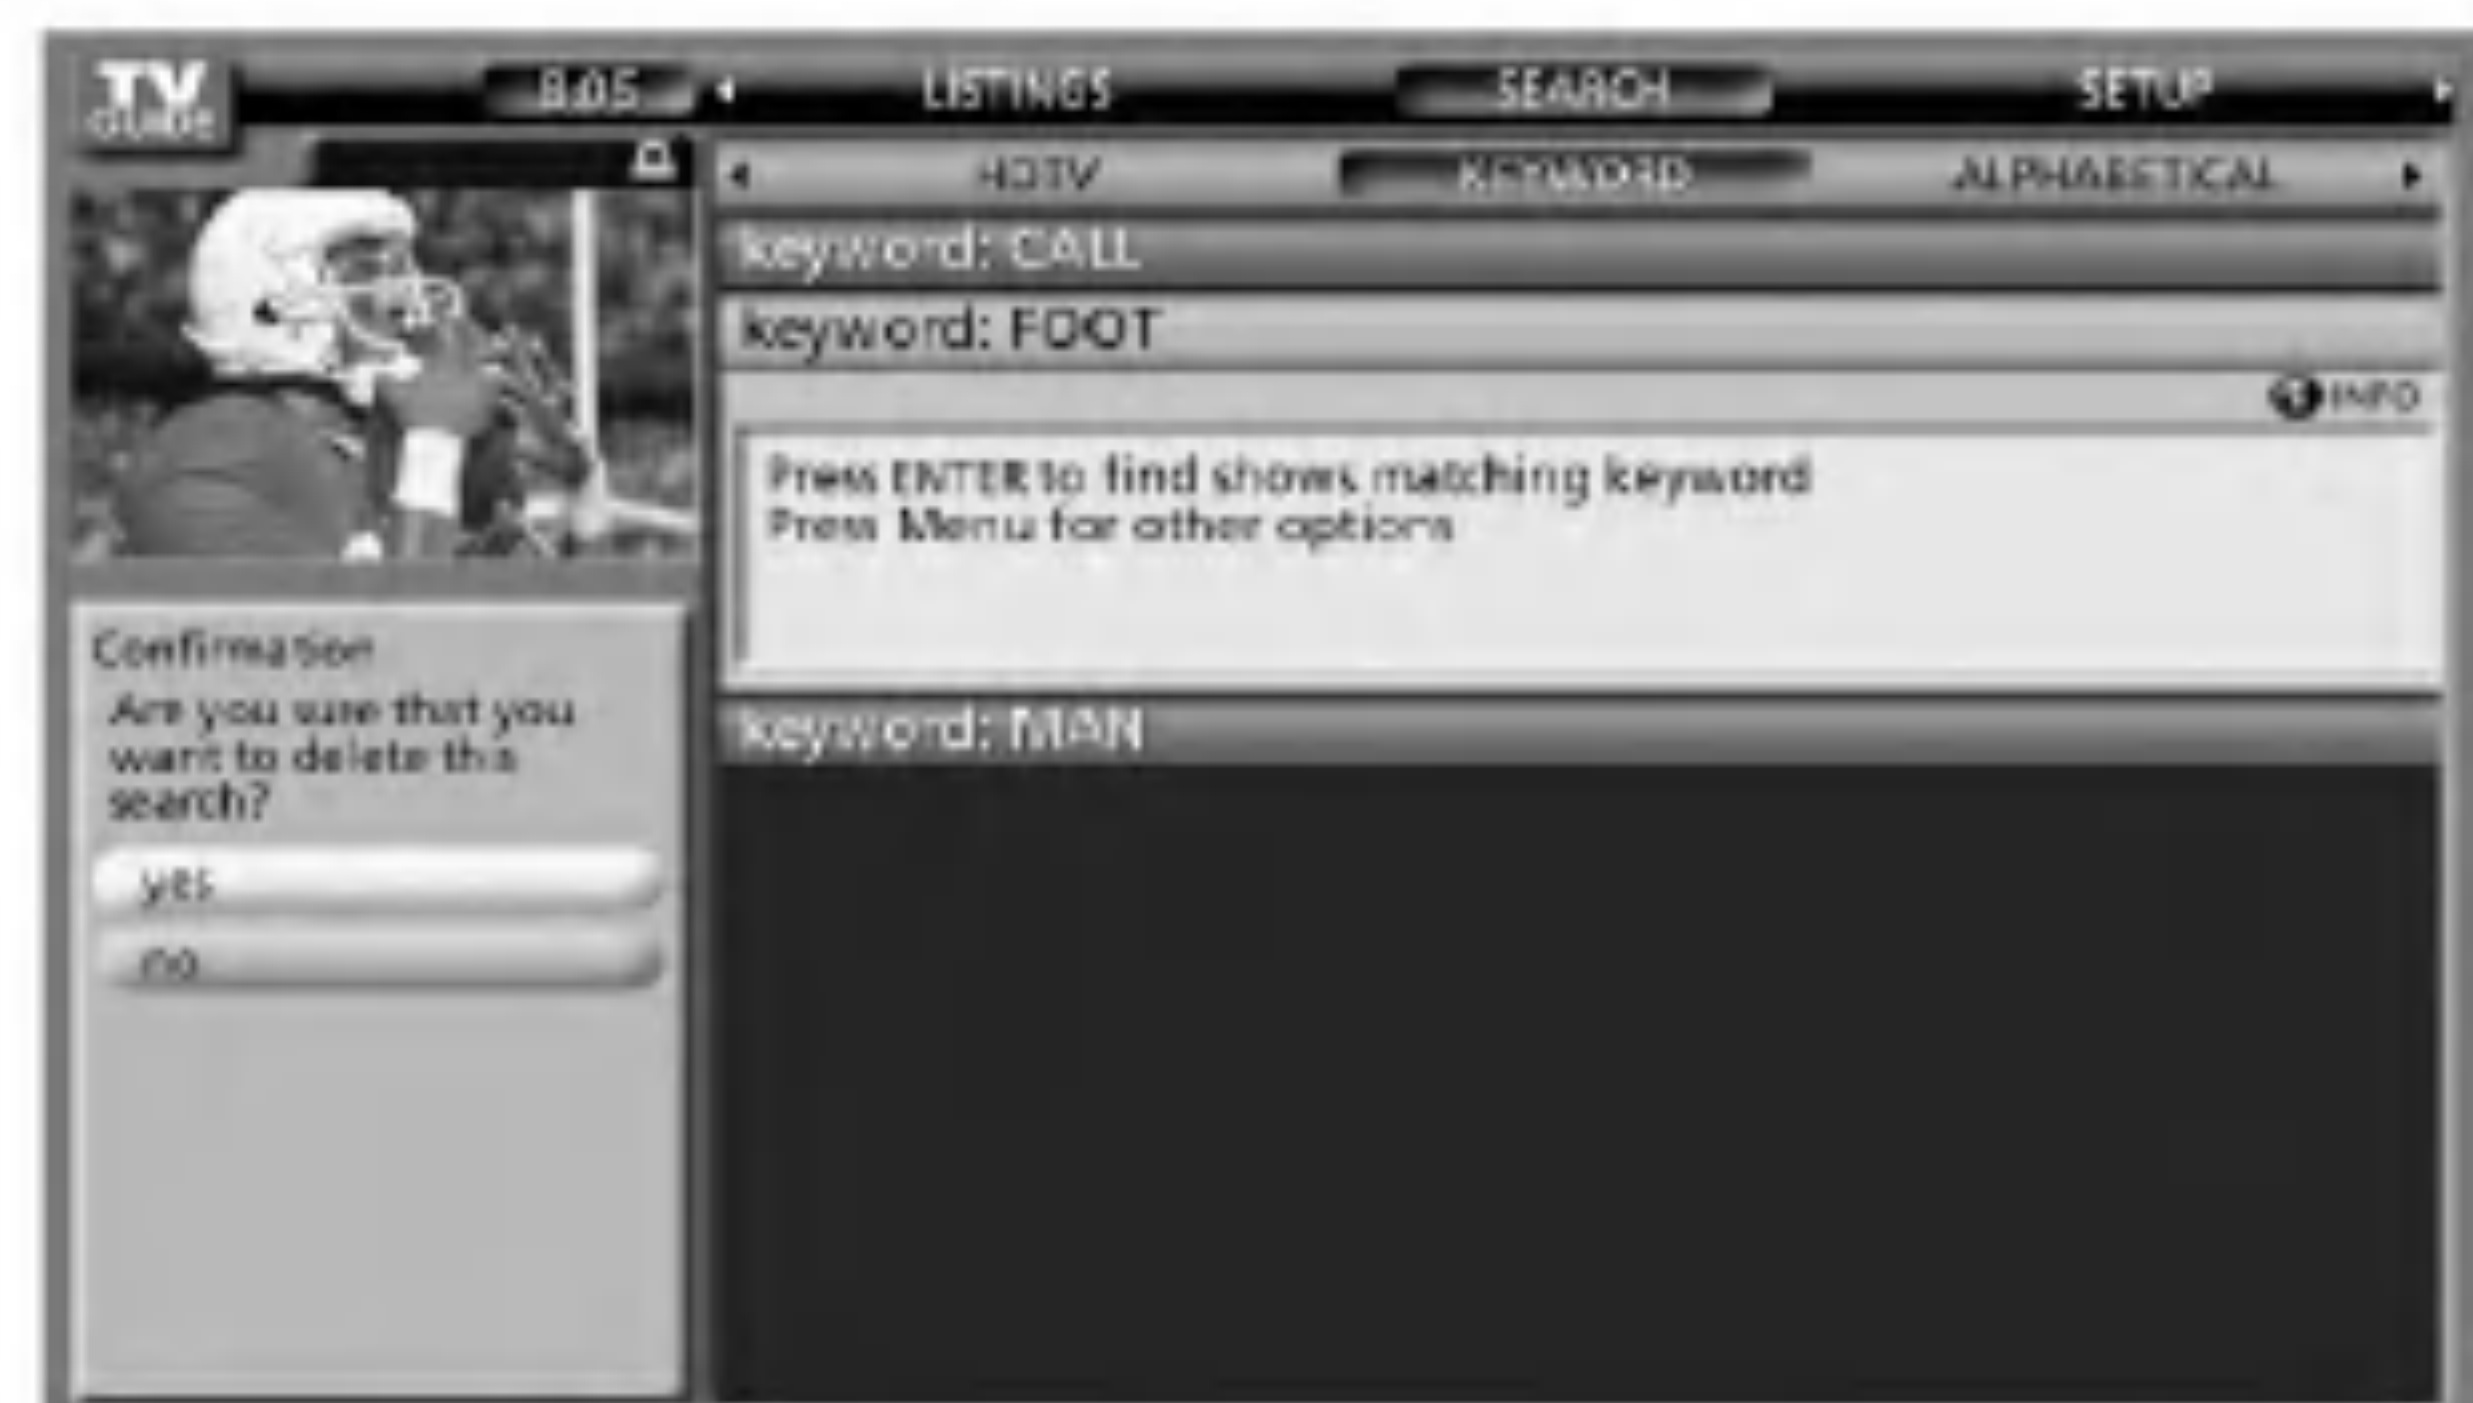 TV
GUIDE
8:05
LISTINGS
SEARCH
SETUP
HDTV
KEYWORD
ALPHABETICAL
keyword: CALL
keyword: FOOT
INFO
Press ENTER to find shows matching keyword
Press Menu for other options
keyword: MAN
Confirmation
Are you sure that you
want to delete this
search?
yes
no